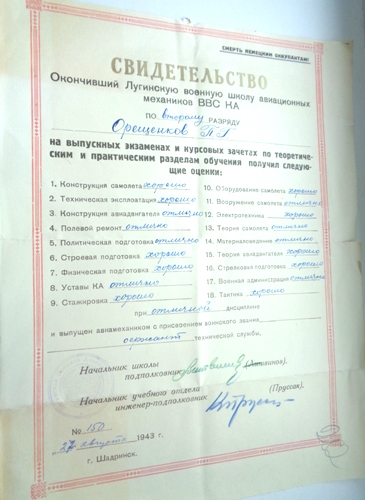 СМЕРТЬ НЕМЕЦКИМ ОККУПАНТАМ!
СВИДЕТЕЛЬСТВО
Окончивший Лугинскую военную школу авиационных
механиков ВВС КА
по второму разряду
Орещенков П Г
на выпускных экзаменах и курсовых зачетах по теоретиче-
ским и практическим разделам обучения получил следую-
щие оценки:
1. Конструкция самолета хорошо
2. Техническая эксплоатация хорошо
3. Конструкция авиадвигателя отлично
4. Полевой ремонт отлично
5. Политическая подготовка отлично
6. Строевая подготовка хорошо
7. Физическая подготовка хорошо
8. Уставы КА отлично
9. Стажировка хорошо
10. Оборудование самолета хорошо
11. Вооружение самолета отлично
12. Электротехника хорошо
13. Теория самолета отлично
14. Материаловедение отлично
15. Теория авиадвигателя хорошо
16. Стрелковая подготовка хорошо
17. Военная администрация отлично
18. Тактика хорошо
при отличной дисциплине
и выпущен авиамехаником с присвоением воинского звания
сержант технической службы.
Начальник школы
подполковник
Начальник учебного отдела
инженер-подполковник (Пруссак).
№ 150
27 августа 1943 г.
г. Шадринск.